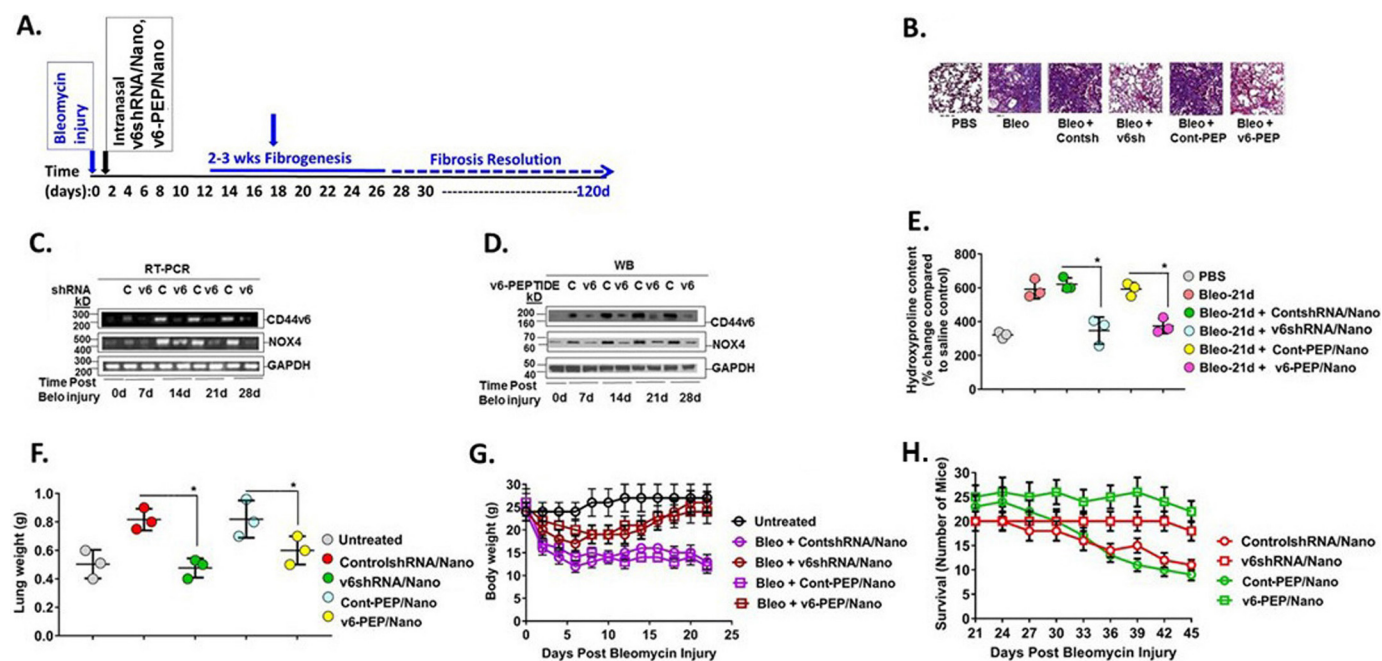 A.
Bleomycin
injury
Intranasal
v6shRNA/Nano,
v6-PEP/Nano
2-3 wks Fibrogenesis
Fibrosis Resolution
Time
(days):0 2 4 6 8 10 12 14 16 18 20 22 24 26 28 30 120d
B.
PBS
Bleo
Bleo +
Contsh
Bleo +
v6sh
Bleo +
Cont-PEP
Bleo +
v6-PEP
C.
RT-PCR
shRNA C v6 C v6 C v6 C v6
kD
300
200
CD44v6
500
400
NOX4
300
200
GAPDH
Time Post
Belo injury
0d 7d 14d 21d 28d
D.
WB
v6-PEPTIDE C v6 C v6 C v6 C v6
kD
200
160
CD44v6
60
50
NOX4
50
40
GAPDH
Time Post
Belo injury
0d 7d 14d 21d 28d
E.
Hydroxyproline content
(% change compared
to saline control)
800
600
400
200
0
*
*
PBS
Bleo-21d
Bleo-21d + ContshRNA/Nano
Bleo-21d + v6shRNA/Nano
Bleo-21d + Cont-PEP/Nano
Bleo-21d + v6-PEP/Nano
F.
Lung weight (g)
1.0
0.8
0.6
0.4
0.2
0.0
*
*
Untreated
ControlshRNA/Nano
v6shRNA/Nano
Cont-PEP/Nano
v6-PEP/Nano
G.
Body weight (g)
30
25
20
15
10
5
0
0 5 10 15 20 25
Days Post Bleomycin Injury
Untreated
Bleo + ContshRNA/Nano
Bleo + v6shRNA/Nano
Bleo + Cont-PEP/Nano
Bleo + v6-PEP/Nano
H.
Survival (Number of Mice)
30
25
20
15
10
5
0
21 24 27 30 33 36 39 42 45
Days Post Bleomycin Injury
ControlshRNA/Nano
v6shRNA/Nano
Cont-PEP/Nano
v6-PEP/Nano